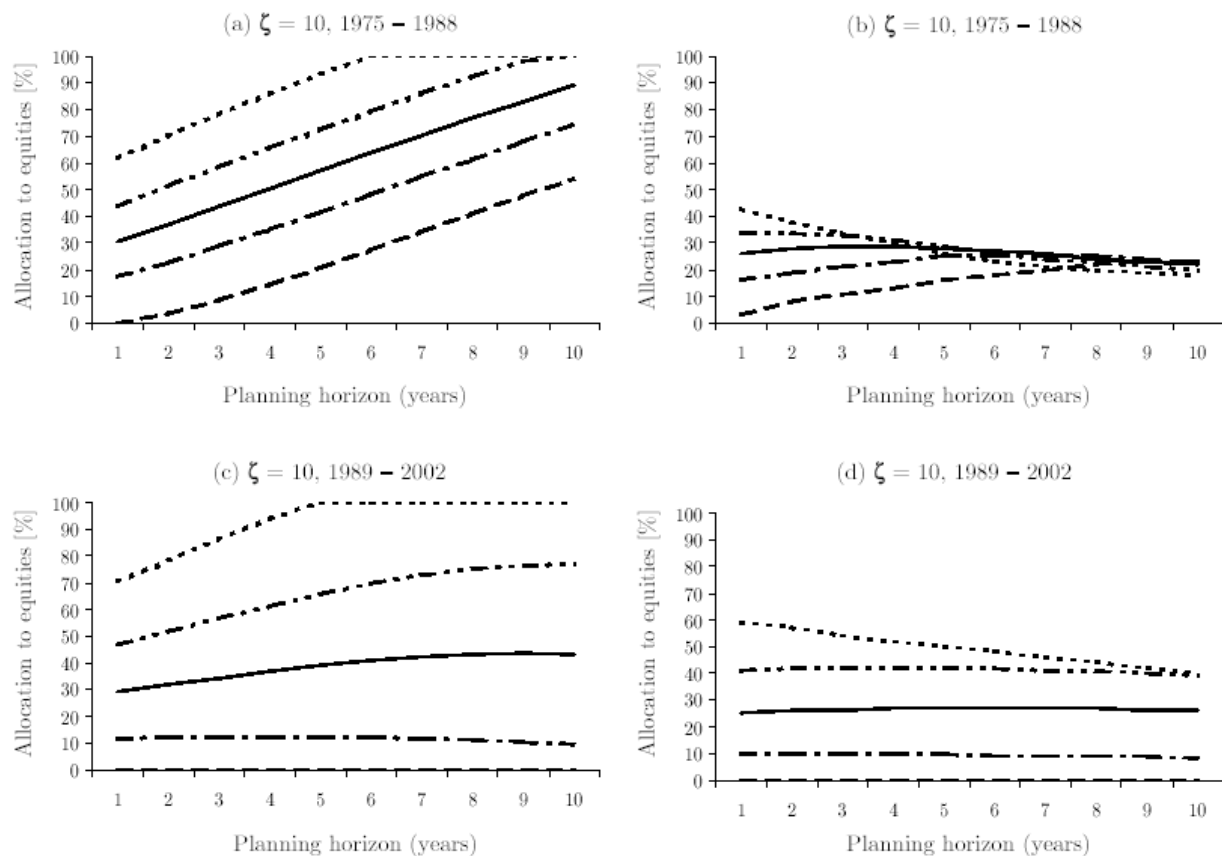 (a) ζ = 10, 1975 – 1988
Allocation to equities [%]
100
90
80
70
60
50
40
30
20
10
0
1 2 3 4 5 6 7 8 9 10
Planning horizon (years)
(b) ζ = 10, 1975 – 1988
Allocation to equities [%]
100
90
80
70
60
50
40
30
20
10
0
1 2 3 4 5 6 7 8 9 10
Planning horizon (years)
(c) ζ = 10, 1989 – 2002
Allocation to equities [%]
100
90
80
70
60
50
40
30
20
10
0
1 2 3 4 5 6 7 8 9 10
Planning horizon (years)
(d) ζ = 10, 1989 – 2002
Allocation to equities [%]
100
90
80
70
60
50
40
30
20
10
0
1 2 3 4 5 6 7 8 9 10
Planning horizon (years)